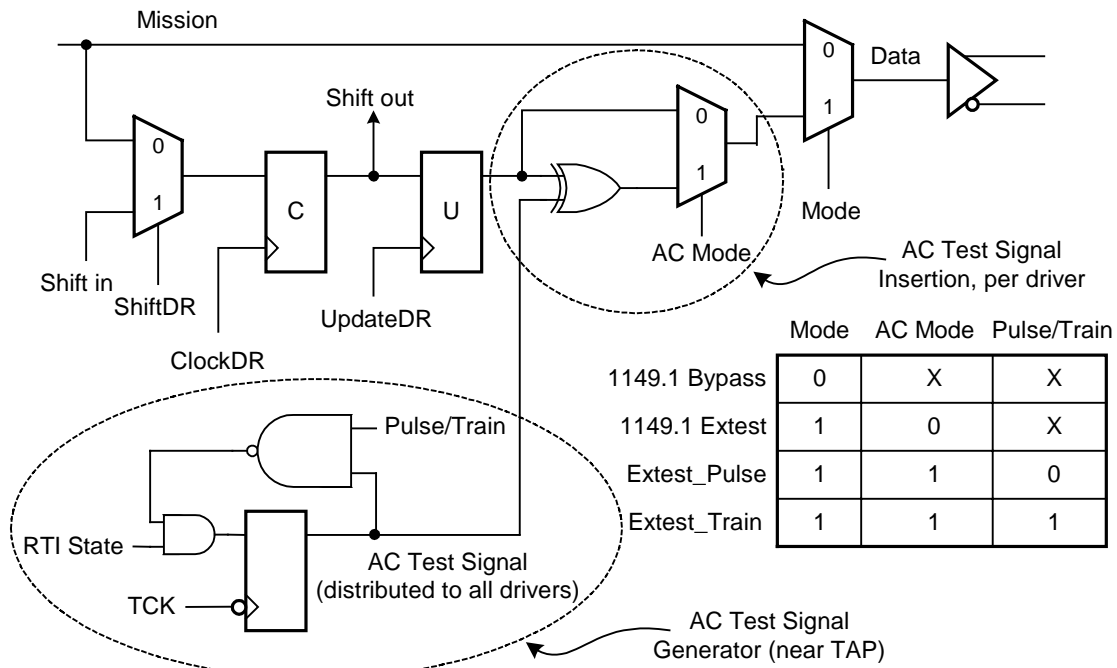 Mission
0
1
Data
Shift out
0
1
0
1
C
U
Mode
AC Mode
Shift in
ShiftDR
UpdateDR
ClockDR
AC Test Signal
Insertion, per driver
Mode AC Mode Pulse/Train
1149.1 Bypass 0 X X
1149.1 Extest 1 0 X
Extest_Pulse 1 1 0
Extest_Train 1 1 1
Pulse/Train
RTI State
AC Test Signal
(distributed to all drivers)
TCK
AC Test Signal
Generator (near TAP)